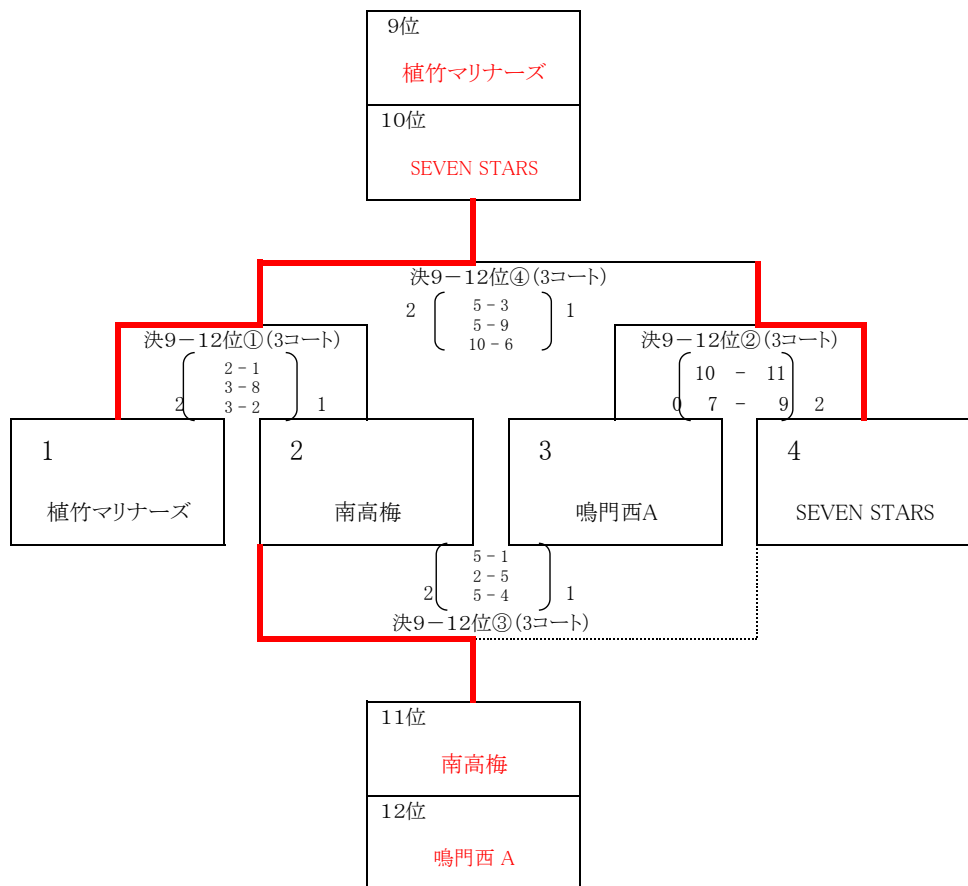 9位
植竹マリナーズ
10位
SEVEN STARS
決9－12位④(3コート)
2 5 - 3 1
5 - 9
10 - 6
決9－12位①(3コート)
2 - 1
3 - 8
2 3 - 2 1
決9－12位②(3コート)
10 - 11
0 7 - 9 2
1
植竹マリナーズ
2
南高梅
3
鳴門西A
4
SEVEN STARS
5 - 1
2 - 5
2 5 - 4 1
決9－12位③(3コート)
11位
南高梅
12位
鳴門西 A